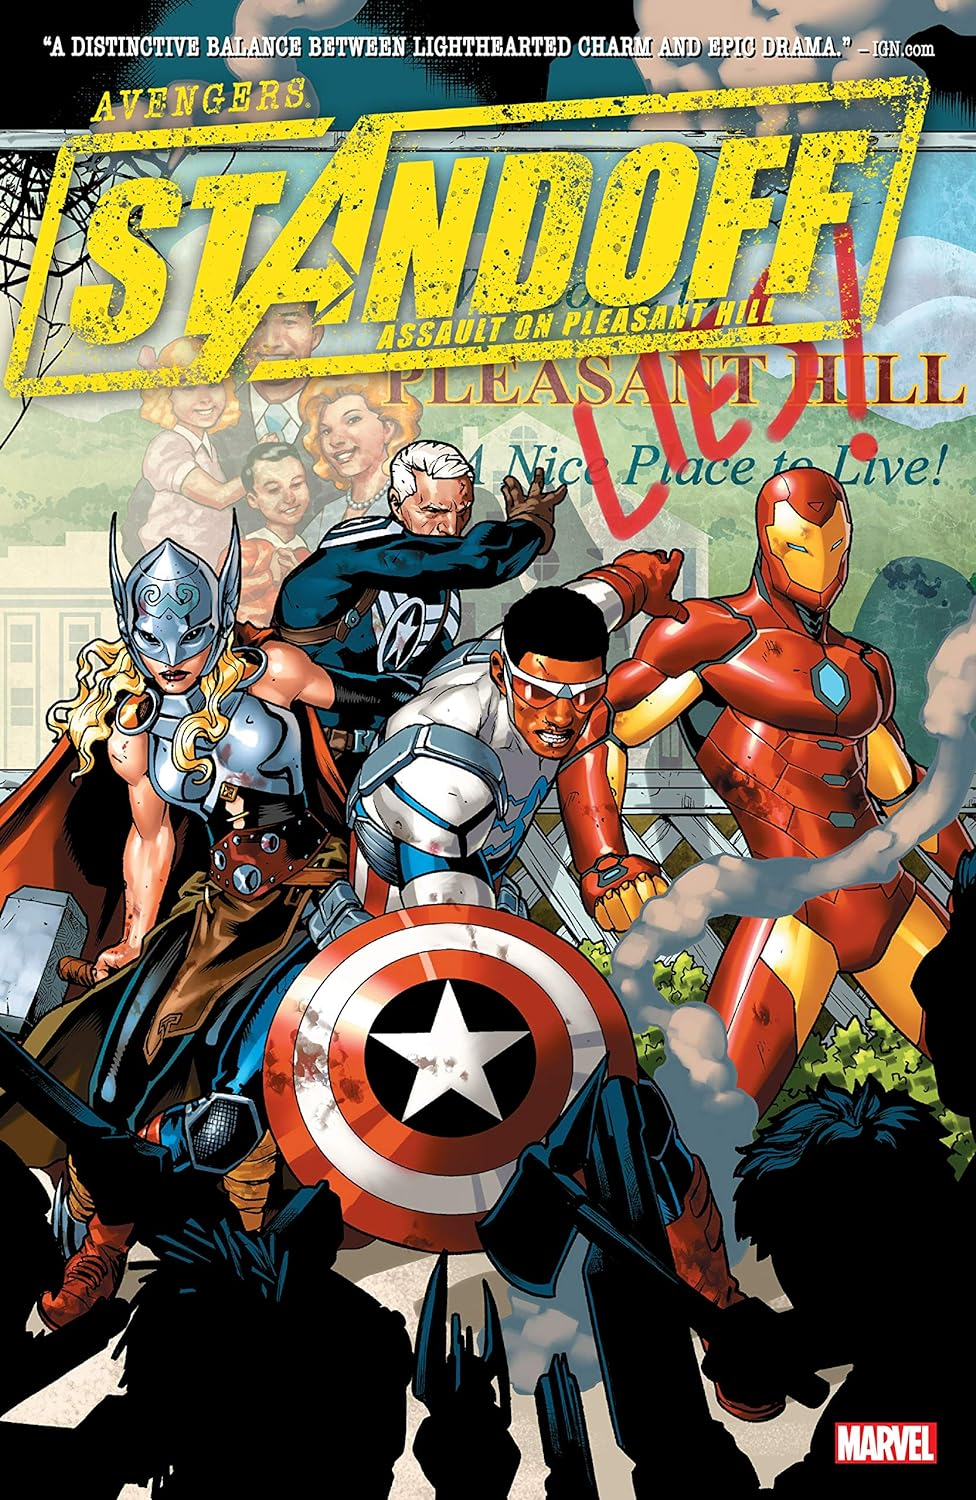 “A DISTINCTIVE BALANCE BETWEEN LIGHTHEARTED CHARM AND EPIC DRAMA.” – IGN.com
AVENGERS.
STANDOFF
ASSAULT ON PLEASANT HILL
PLEASANT HILL
LIES!
A Nice Place to Live!
MARVEL